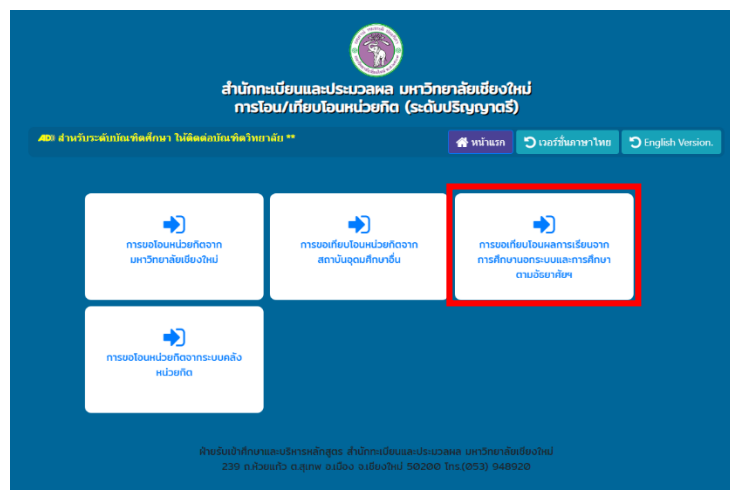 สำนักทะเบียนและประมวลผล มหาวิทยาลัยเชียงใหม่
การโอน/เทียบโอนหน่วยกิต (ระดับปริญญาตรี)
สำหรับระดับบัณฑิตศึกษา ให้ติดต่อบัณฑิตวิทยาลัย **
หน้าแรก
เวอร์ชั่นภาษาไทย
English Version.
การขอโอนหน่วยกิตจาก
มหาวิทยาลัยเชียงใหม่
การขอเทียบโอนหน่วยกิตจาก
สถาบันอุดมศึกษาอื่น
การขอเทียบโอนผลการเรียนจาก
การศึกษานอกระบบและการศึกษา
ตามอัธยาศัยฯ
การขอโอนหน่วยกิตจากระบบคลัง
หน่วยกิต
ฝ่ายรับเข้าศึกษาและบริหารหลักสูตร สำนักทะเบียนและประมวลผล มหาวิทยาลัยเชียงใหม่
239 ถ.ห้วยแก้ว ต.สุเทพ อ.เมือง จ.เชียงใหม่ 50200 โทร.(053) 948920